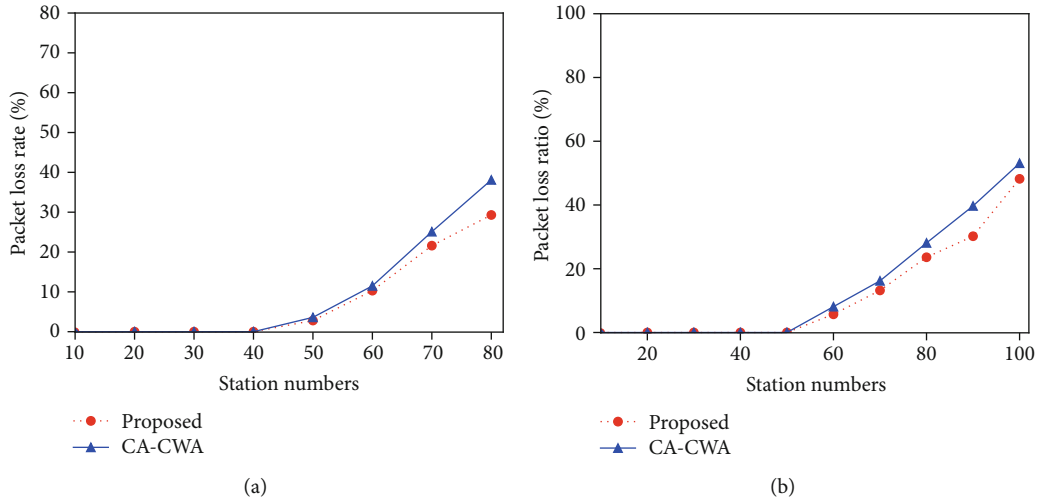 80
70
60
50
40
30
20
10
0
Packet loss rate (%)
10 20 30 40 50 60 70 80
Station numbers
Proposed
CA-CWA
(a)
100
80
60
40
20
0
Packet loss ratio (%)
20 40 60 80 100
Station numbers
Proposed
CA-CWA
(b)